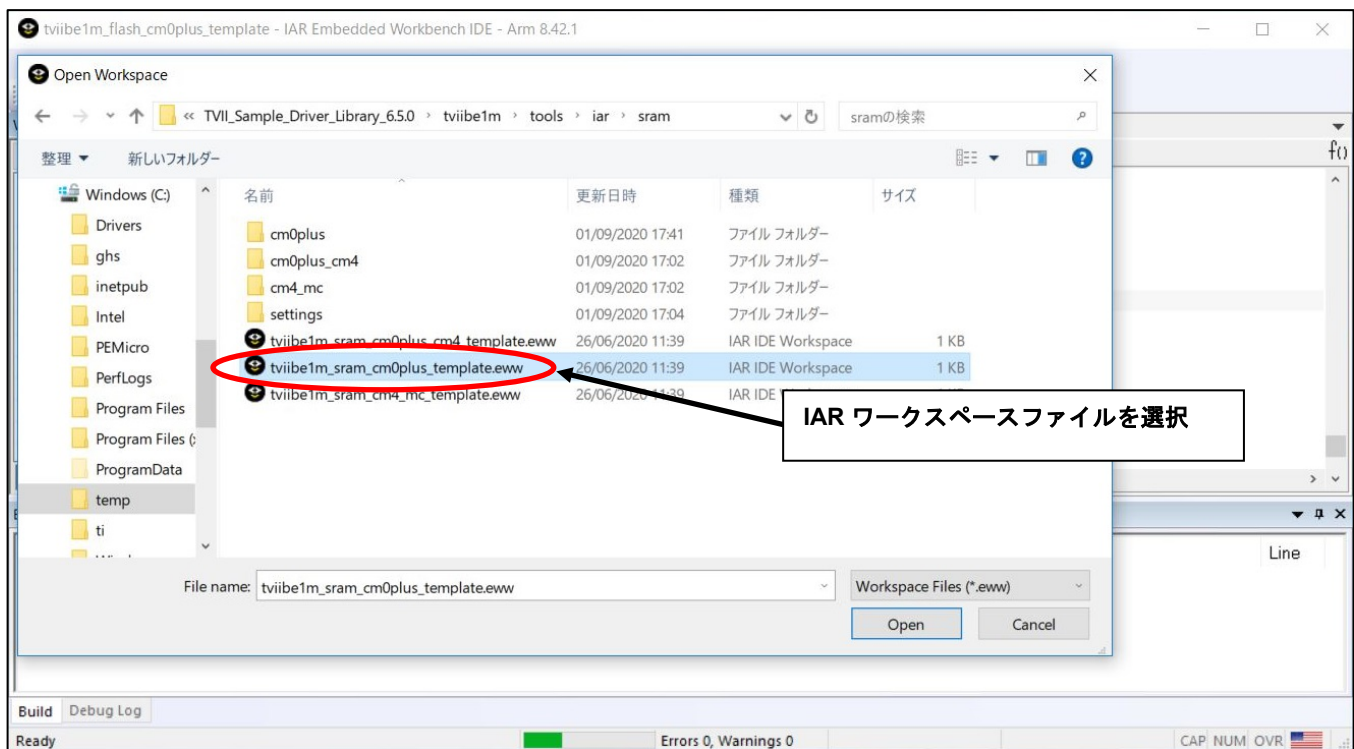 tviibe1m_flash_cm0plus_template - IAR Embedded Workbench IDE - Arm 8.42.1
Open Workspace
« TVII_Sample_Driver_Library_6.5.0 › tviibe1m › tools › iar › sram
sramの検索
整理 新しいフォルダー
Windows (C:)
Drivers
ghs
inetpub
Intel
PEMicro
PerfLogs
Program Files
Program Files (
ProgramData
temp
ti
名前 更新日時 種類 サイズ
cm0plus 01/09/2020 17:41 ファイル フォルダー
cm0plus_cm4 01/09/2020 17:02 ファイル フォルダー
cm4_mc 01/09/2020 17:02 ファイル フォルダー
settings 01/09/2020 17:04 ファイル フォルダー
tviibe1m_sram_cm0plus_cm4_template.eww 26/06/2020 11:39 IAR IDE Workspace 1 KB
tviibe1m_sram_cm0plus_template.eww 26/06/2020 11:39 IAR IDE Workspace 1 KB
tviibe1m_sram_cm4_mc_template.eww 26/06/2020 11:39 IAR IDE
IAR ワークスペースファイルを選択
f()
Line
File name: tviibe1m_sram_cm0plus_template.eww Workspace Files (*.eww)
Open Cancel
Build Debug Log
Ready Errors 0, Warnings 0 CAP NUM OVR